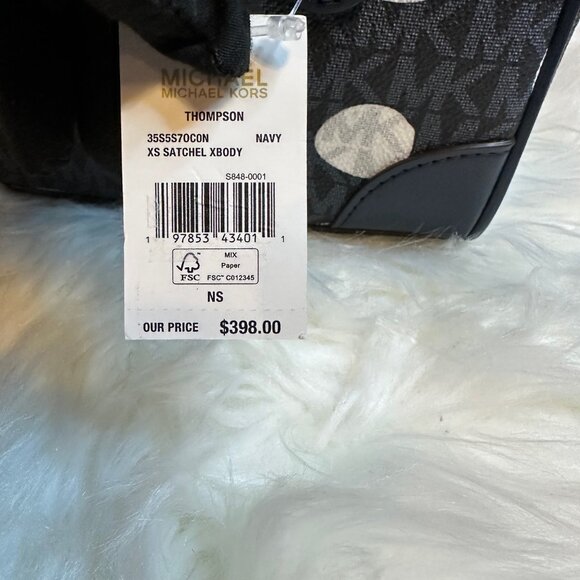 MICHAEL
MICHAEL KORS
THOMPSON
35S5S7OC0N NAVY
XS SATCHEL XBODY
S848-0001
1 97853 43401 1
FSC
MIX
Paper
FSC™ C012345
NS
OUR PRICE $398.00